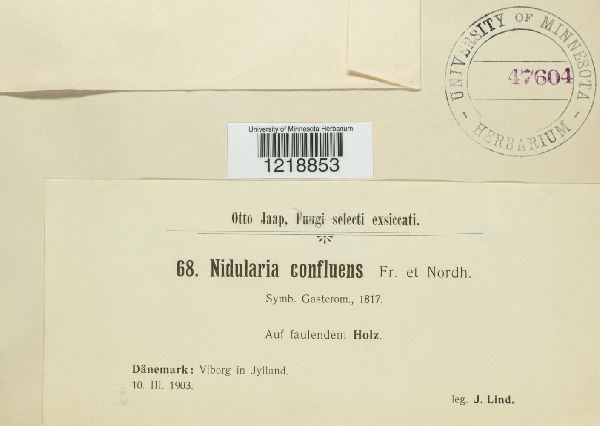 UNIVERSITY OF MINNESOTA
47604
- HERBARIUM -
University of Minnesota Herbarium
1218853
Otto Jaap, Fungi selecti exsiccati.
68. Nidularia confluens Fr. et Nordh.
Symb. Gasterom., 1817.
Auf faulendem Holz.
Dänemark: Viborg in Jylland.
10. III. 1903.
leg. J. Lind.